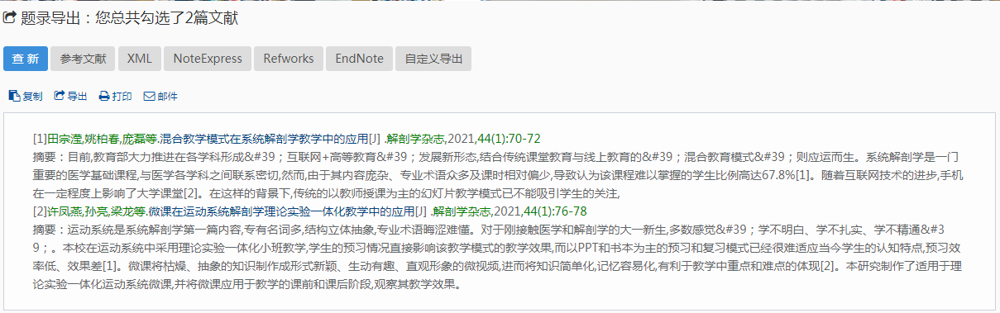 题录导出：您总共勾选了2篇文献
查 新 参考文献 XML NoteExpress Refworks EndNote 自定义导出
复制 导出 打印 邮件
[1]田宗滢,姚柏春,庞磊等.混合教学模式在系统解剖学教学中的应用[J] .解剖学杂志,2021,44(1):70-72
摘要：目前,教育部大力推进在各学科形成&#39；互联网+高等教育&#39；发展新形态,结合传统课堂教育与线上教育的&#39；混合教育模式&#39；则应运而生。系统解剖学是一门
重要的医学基础课程,与医学各学科之间联系密切,然而,由于其内容庞杂、专业术语众多及课时相对偏少,导致认为该课程难以掌握的学生比例高达67.8%[1]。随着互联网技术的进步,手机
在一定程度上影响了大学课堂[2]。在这样的背景下,传统的以教师授课为主的幻灯片教学模式已不能吸引学生的关注,
[2]许凤燕,孙亮,梁龙等.微课在运动系统解剖学理论实验一体化教学中的应用[J] .解剖学杂志,2021,44(1):76-78
摘要：运动系统是系统解剖学第一篇内容,专有名词多,结构立体抽象,专业术语晦涩难懂。对于刚接触医学和解剖学的大一新生,多数感觉&#39；学不明白、学不扎实、学不精通&#3
9；。本校在运动系统中采用理论实验一体化小班教学,学生的预习情况直接影响该教学模式的教学效果,而以PPT和书本为主的预习和复习模式已经很难适应当今学生的认知特点,预习效
率低、效果差[1]。微课将枯燥、抽象的知识制作成形式新颖、生动有趣、直观形象的微视频,进而将知识简单化,记忆容易化,有利于教学中重点和难点的体现[2]。本研究制作了适用于理
论实验一体化运动系统微课,并将微课应用于教学的课前和课后阶段,观察其教学效果。